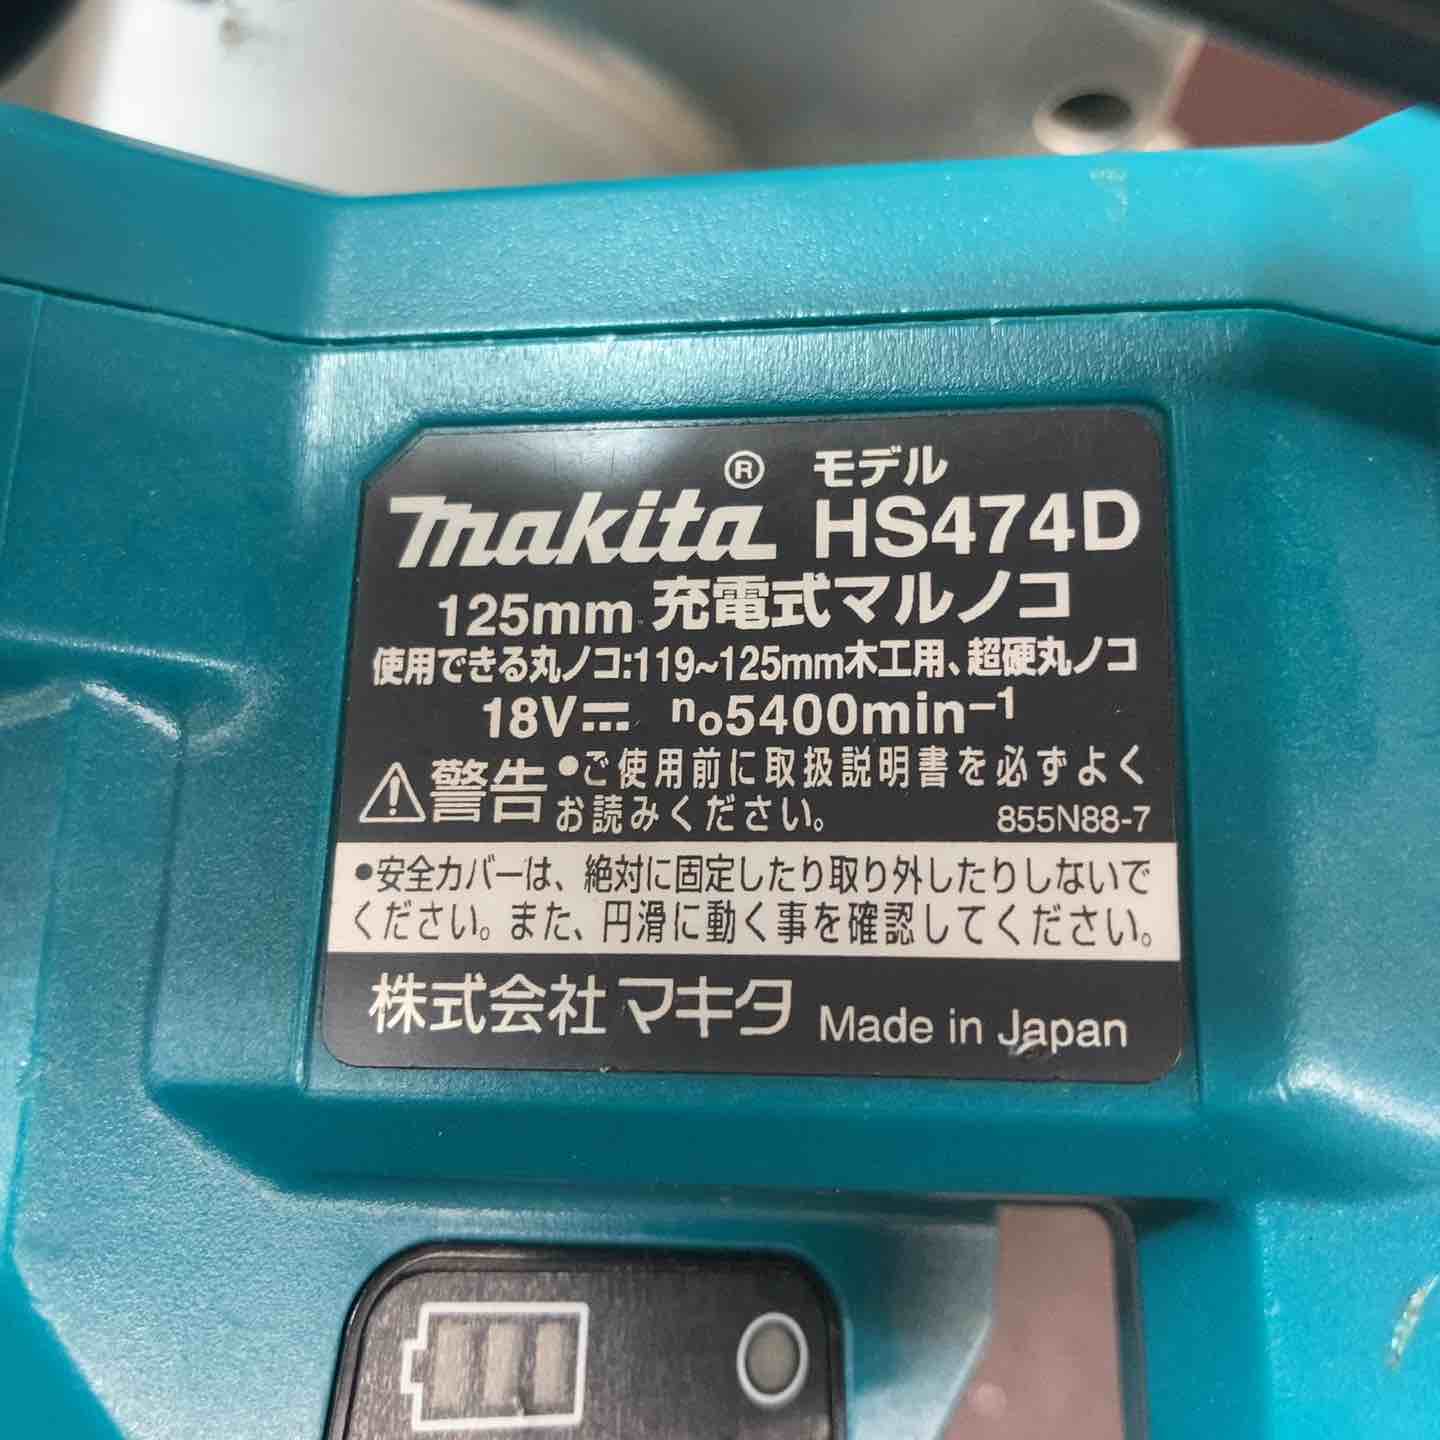 makita® モデル HS474D
125mm 充電式マルノコ
使用できる丸ノコ:119~125mm木工用、超硬丸ノコ
18V⎓ no5400min-1
⚠警告 •ご使用前に取扱説明書を必ずよく
お読みください。 855N88-7
•安全カバーは、絶対に固定したり取り外したりしないで
ください。また、円滑に動く事を確認してください。
株式会社マキタ Made in Japan